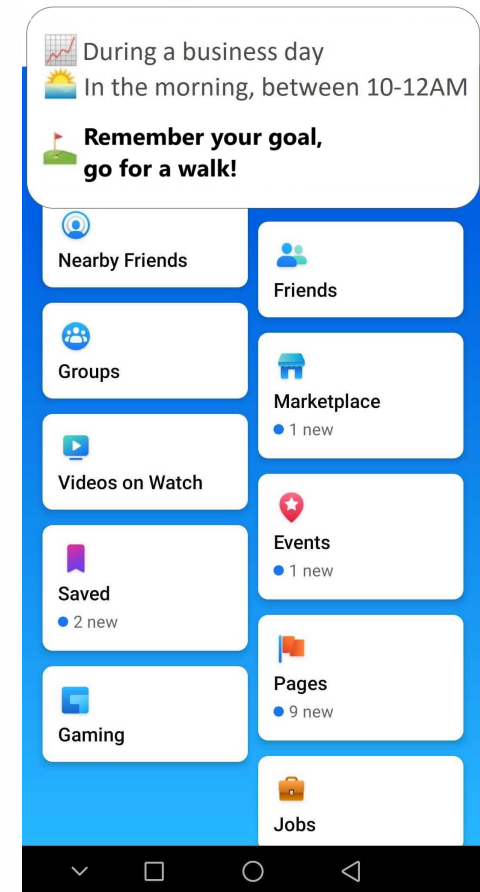 During a business day
In the morning, between 10-12AM
Remember your goal,
go for a walk!
Nearby Friends
Groups
Videos on Watch
Saved
2 new
Gaming
Friends
Marketplace
1 new
Events
1 new
Pages
9 new
Jobs